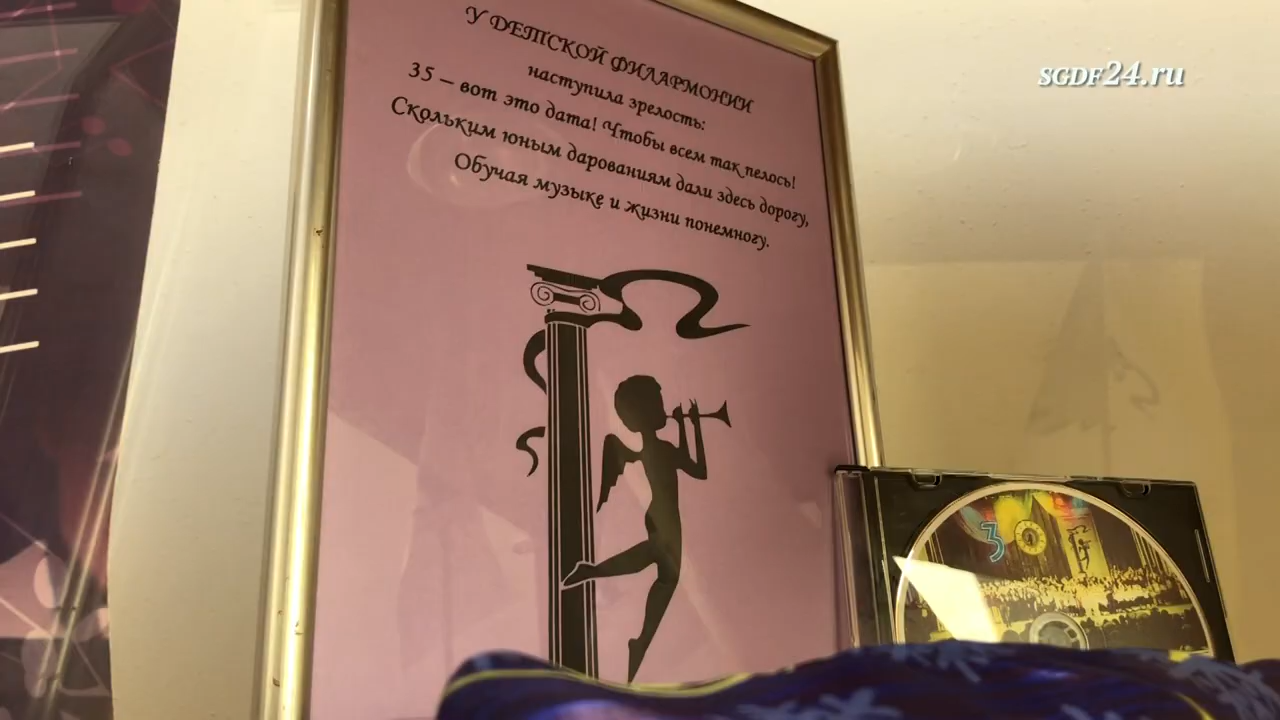 sgdf24.ru
У ДЕТСКОЙ ФИЛАРМОНИИ
наступила зрелость:
35 – вот это дата! Чтобы всем так пелось!
Скольким юным дарованиям дали здесь дорогу,
Обучая музыке и жизни понемногу.
30